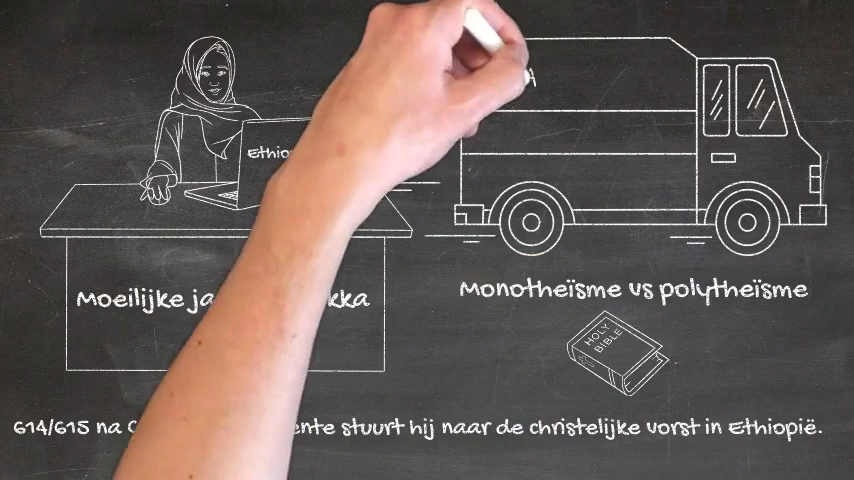 Ethio
Moeilijke ja kka
Monotheïsme vs polytheïsme
HOLY
BIBLE
614/615 na C ente stuurt hij naar de christelijke vorst in Ethiopië.